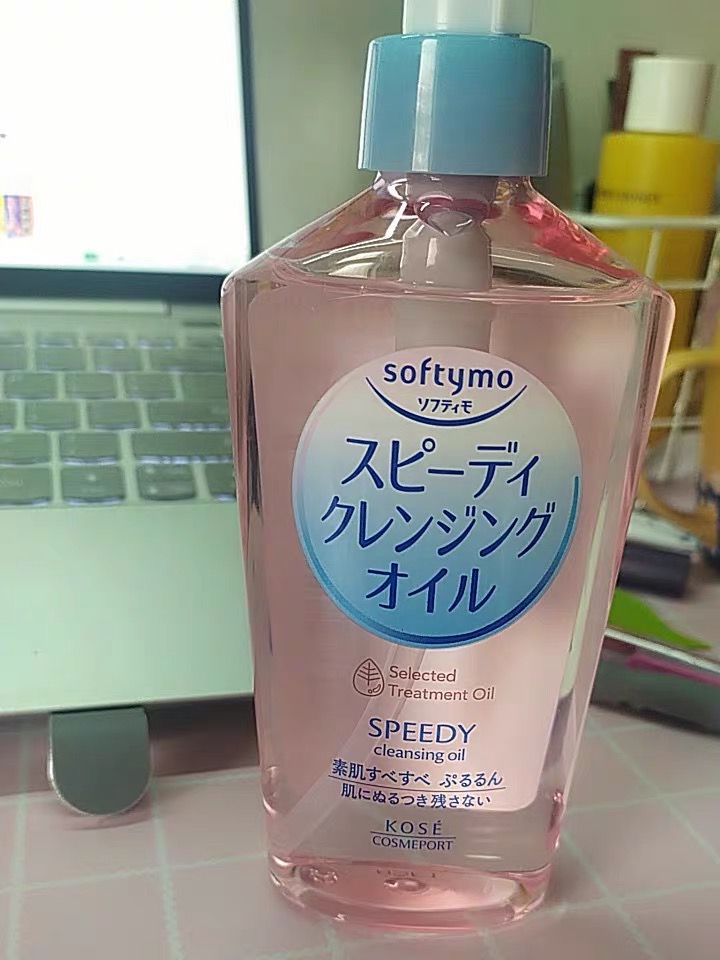 softymo
ソフティモ
スピーディ
クレンジング
オイル
Selected
Treatment Oil
SPEEDY
cleansing oil
素肌すべすべ ぷるるん
肌にぬるつき残さない
KOSÉ
COSMEPORT